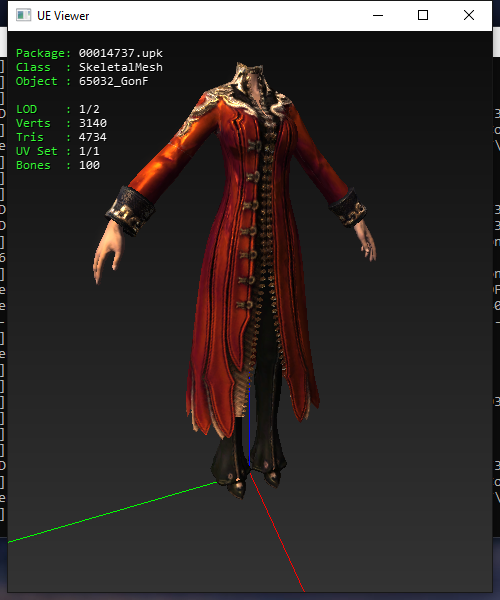 UE Viewer
Package: 00014737.upk
Class : SkeletalMesh
Object : 65032_GonF
LOD : 1/2
Verts : 3140
Tris : 4734
UV Set : 1/1
Bones : 100